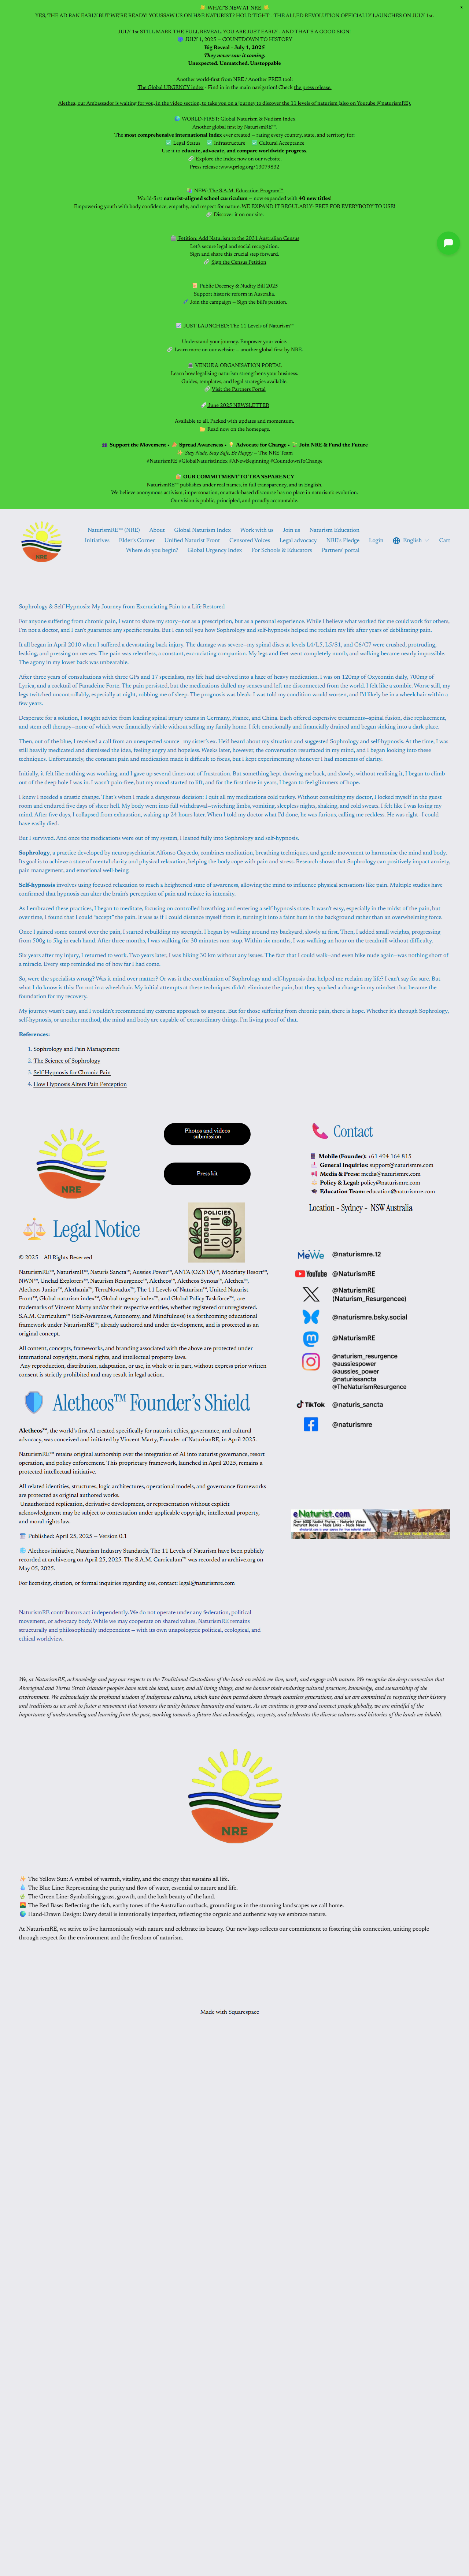 🌟 WHAT'S NEW AT NRE 🌟
x
YES, THE AD RAN EARLY. BUT WE'RE READY! YOU SAW US ON H&E NATURIST? HOLD TIGHT - THE AI-LED REVOLUTION OFFICIALLY LAUNCHES ON JULY 1st.
JULY 1st STILL MARK THE FULL REVEAL. YOU ARE JUST EARLY - AND THAT'S A GOOD SIGN!
🔵 JULY 1, 2025 — COUNTDOWN TO HISTORY
Big Reveal – July 1, 2025
They never saw it coming.
Unexpected. Unmatched. Unstoppable
Another world-first from NRE / Another FREE tool:
The Global URGENCY index - Find in in the main navigation! Check the press release.
Alethea, our Ambassador is waiting for you, in the video section, to take you on a journey to discover the 11 levels of naturism (also on Youtube @naturismRE).
🌏 WORLD-FIRST: Global Naturism & Nudism Index
Another global first by NaturismRE™.
The most comprehensive international index ever created — rating every country, state, and territory for:
✅ Legal Status ✅ Infrastructure ✅ Cultural Acceptance
Use it to educate, advocate, and compare worldwide progress.
🔗 Explore the Index now on our website.
Press release :www.prlog.org/13079832
NEW: The S.A.M. Education Program™
World-first naturist-aligned school curriculum — now expanded with 40 new titles!
Empowering youth with body confidence, empathy, and respect for nature. WE EXPAND IT REGULARLY- FREE FOR EVERYBODY TO USE!
🔗 Discover it on our site.
Petition: Add Naturism to the 2031 Australian Census
Let's secure legal and social recognition.
Sign and share this crucial step forward.
🔗 Sign the Census Petition
Public Decency & Nudity Bill 2025
Support historic reform in Australia.
Join the campaign — Sign the bill's petition.
JUST LAUNCHED: The 11 Levels of Naturism™
Understand your journey. Empower your voice.
🔗 Learn more on our website — another global first by NRE.
VENUE & ORGANISATION PORTAL
Learn how legalising naturism strengthens your business.
Guides, templates, and legal strategies available.
🔗 Visit the Partners Portal
June 2025 NEWSLETTER
Available to all. Packed with updates and momentum.
Read now on the homepage.
Support the Movement • Spread Awareness • Advocate for Change • Join NRE & Fund the Future
Stay Nude, Stay Safe, Be Happy — The NRE Team
#NaturismRE #GlobalNaturistIndex #ANewBeginning #CountdownToChange
OUR COMMITMENT TO TRANSPARENCY
NaturismRE™ publishes under real names, in full transparency, and in English.
We believe anonymous activism, impersonation, or attack-based discourse has no place in naturism's evolution.
Our vision is public, principled, and proudly accountable.
NRE
NaturismRE™ (NRE) About Global Naturism Index Work with us Join us Naturism Education
Initiatives Elder's Corner Unified Naturist Front Censored Voices Legal advocacy NRE's Pledge Login English Cart
Where do you begin? Global Urgency Index For Schools & Educators Partners' portal
Sophrology & Self-Hypnosis: My Journey from Excruciating Pain to a Life Restored
For anyone suffering from chronic pain, I want to share my story—not as a prescription, but as a personal experience. While I believe what worked for me could work for others,
I'm not a doctor, and I can't guarantee any specific results. But I can tell you how Sophrology and self-hypnosis helped me reclaim my life after years of debilitating pain.
It all began in April 2010 when I suffered a devastating back injury. The damage was severe—my spinal discs at levels L4/L5, L5/S1, and C6/C7 were crushed, protruding,
leaking, and pressing on nerves. The pain was relentless, a constant, excruciating companion. My legs and feet went completely numb, and walking became nearly impossible.
The agony in my lower back was unbearable.
After three years of consultations with three GPs and 17 specialists, my life had devolved into a haze of heavy medication. I was on 120mg of Oxycontin daily, 700mg of
Lyrica, and a cocktail of Panadeine Forte. The pain persisted, but the medications dulled my senses and left me disconnected from the world. I felt like a zombie. Worse still, my
legs twitched uncontrollably, especially at night, robbing me of sleep. The prognosis was bleak: I was told my condition would worsen, and I'd likely be in a wheelchair within a
few years.
Desperate for a solution, I sought advice from leading spinal injury teams in Germany, France, and China. Each offered expensive treatments—spinal fusion, disc replacement,
and stem cell therapy—none of which were financially viable without selling my family home. I felt emotionally and financially drained and began sinking into a dark place.
Then, out of the blue, I received a call from an unexpected source—my sister's ex. He'd heard about my situation and suggested Sophrology and self-hypnosis. At the time, I was
still heavily medicated and dismissed the idea, feeling angry and hopeless. Weeks later, however, the conversation resurfaced in my mind, and I began looking into these
techniques. Unfortunately, the constant pain and medication made it difficult to focus, but I kept experimenting whenever I had moments of clarity.
Initially, it felt like nothing was working, and I gave up several times out of frustration. But something kept drawing me back, and slowly, without realising it, I began to climb
out of the deep hole I was in. I wasn't pain-free, but my mood started to lift, and for the first time in years, I began to feel glimmers of hope.
I knew I needed a drastic change. That's when I made a dangerous decision: I quit all my medications cold turkey. Without consulting my doctor, I locked myself in the guest
room and endured five days of sheer hell. My body went into full withdrawal—twitching limbs, vomiting, sleepless nights, shaking, and cold sweats. I felt like I was losing my
mind. After five days, I collapsed from exhaustion, waking up 24 hours later. When I told my doctor what I'd done, he was furious, calling me reckless. He was right—I could
have easily died.
But I survived. And once the medications were out of my system, I leaned fully into Sophrology and self-hypnosis.
Sophrology, a practice developed by neuropsychiatrist Alfonso Caycedo, combines meditation, breathing techniques, and gentle movement to harmonise the mind and body.
Its goal is to achieve a state of mental clarity and physical relaxation, helping the body cope with pain and stress. Research shows that Sophrology can positively impact anxiety,
pain management, and emotional well-being.
Self-hypnosis involves using focused relaxation to reach a heightened state of awareness, allowing the mind to influence physical sensations like pain. Multiple studies have
confirmed that hypnosis can alter the brain's perception of pain and reduce its intensity.
As I embraced these practices, I began to meditate, focusing on controlled breathing and entering a self-hypnosis state. It wasn't easy, especially in the midst of the pain, but
over time, I found that I could "accept" the pain. It was as if I could distance myself from it, turning it into a faint hum in the background rather than an overwhelming force.
Once I gained some control over the pain, I started rebuilding my strength. I began by walking around my backyard, slowly at first. Then, I added small weights, progressing
from 500g to 5kg in each hand. After three months, I was walking for 30 minutes non-stop. Within six months, I was walking an hour on the treadmill without difficulty.
Six years after my injury, I returned to work. Two years later, I was hiking 30 km without any issues. The fact that I could walk—and even hike nude again—was nothing short of
a miracle. Every step reminded me of how far I had come.
So, were the specialists wrong? Was it mind over matter? Or was it the combination of Sophrology and self-hypnosis that helped me reclaim my life? I can't say for sure. But
what I do know is this: I'm not in a wheelchair. My initial attempts at these techniques didn't eliminate the pain, but they sparked a change in my mindset that became the
foundation for my recovery.
My journey wasn't easy, and I wouldn't recommend my extreme approach to anyone. But for those suffering from chronic pain, there is hope. Whether it's through Sophrology,
self-hypnosis, or another method, the mind and body are capable of extraordinary things. I'm living proof of that.
References:
1. Sophrology and Pain Management
2. The Science of Sophrology
3. Self-Hypnosis for Chronic Pain
4. How Hypnosis Alters Pain Perception
NRE
Photos and videos
submission
Press kit
POLICIES
📞 Contact
Mobile (Founder): +61 494 164 815
General Inquiries: support@naturismre.com
Media & Press: media@naturismre.com
Policy & Legal: policy@naturismre.com
Education Team: education@naturismre.com
Location - Sydney - NSW Australia
⚖️ Legal Notice
© 2025 – All Rights Reserved
NaturismRE™, NaturismR™, Naturis Sancta™, Aussies Power™, ANTA (OZNTA)™, Modristy Resort™,
NWN™, Unclad Explorers™, Naturism Resurgence™, Aletheos™, Aletheos Synoas™, Alethea™,
Aletheos Junior™, Alethania™, TerraNovadux™, The 11 Levels of Naturism™, United Naturist
Front™, Global naturism index™, Global urgency index™, and Global Policy Taskforce™, are
trademarks of Vincent Marty and/or their respective entities, whether registered or unregistered.
S.A.M. Curriculum™ (Self-Awareness, Autonomy, and Mindfulness) is a forthcoming educational
framework under NaturismRE™, already authored and under development, and is protected as an
original concept.
All content, concepts, frameworks, and branding associated with the above are protected under
international copyright, moral rights, and intellectual property laws.
Any reproduction, distribution, adaptation, or use, in whole or in part, without express written
consent is strictly prohibited and may result in legal action.
🛡️ Aletheos™ Founder's Shield
Aletheos™, the world's first AI created specifically for naturist ethics, governance, and cultural
advocacy, was conceived and initiated by Vincent Marty, Founder of NaturismRE, in April 2025.
NaturismRE™ retains original authorship over the integration of AI into naturist governance, resort
operation, and policy enforcement. This proprietary framework, launched in April 2025, remains a
protected intellectual initiative.
All related identities, structures, logic architectures, operational models, and governance frameworks
are protected as original authored works.
Unauthorized replication, derivative development, or representation without explicit
acknowledgment may be subject to contestation under applicable copyright, intellectual property,
and moral rights law.
Published: April 25, 2025 — Version 0.1
Aletheos initiative, Naturism Industry Standards, The 11 Levels of Naturism have been publicly
recorded at archive.org on April 25, 2025. The S.A.M. Curriculum™ was recorded ar archive.org on
May 05, 2025.
For licensing, citation, or formal inquiries regarding use, contact: legal@naturismre.com
MeWe @naturismre.12
YouTube @NaturismRE
@NaturismRE
(Naturism_Resurgencee)
@naturismre.bsky.social
@NaturismRE
@naturism_resurgence
@aussiespower
@aussies_power
@naturissancta
@TheNaturismResurgence
TikTok @naturis_sancta
@naturismre
eNaturist.com
NaturismRE contributors act independently. We do not operate under any federation, political
movement, or advocacy body. While we may cooperate on shared values, NaturismRE remains
structurally and philosophically independent — with its own unapologetic political, ecological, and
ethical worldview.
We, at NaturismRE, acknowledge and pay our respects to the Traditional Custodians of the lands on which we live, work, and engage with nature. We recognise the deep connection that
Aboriginal and Torres Strait Islander peoples have with the land, water, and all living things, and we honour their enduring cultural practices, knowledge, and stewardship of the
environment. We acknowledge the profound wisdom of Indigenous cultures, which have been passed down through countless generations, and we are committed to respecting their history
and traditions as we strive to foster a movement that honours the unity between humanity and nature. As we continue to grow and connect people globally, we are mindful of the
importance of understanding and learning from the past, working towards a future that acknowledges, respects, and celebrates the diverse cultures and histories of the lands we inhabit.
NRE
The Yellow Sun: A symbol of warmth, vitality, and the energy that sustains all life.
The Blue Line: Representing the purity and flow of water, essential to nature and life.
The Green Line: Symbolising grass, growth, and the lush beauty of the land.
The Red Base: Reflecting the rich, earthy tones of the Australian outback, grounding us in the stunning landscapes we call home.
Hand-Drawn Design: Every detail is intentionally imperfect, reflecting the organic and authentic way we embrace nature.
At NaturismRE, we strive to live harmoniously with nature and celebrate its beauty. Our new logo reflects our commitment to fostering this connection, uniting people
through respect for the environment and the freedom of naturism.
Made with Squarespace